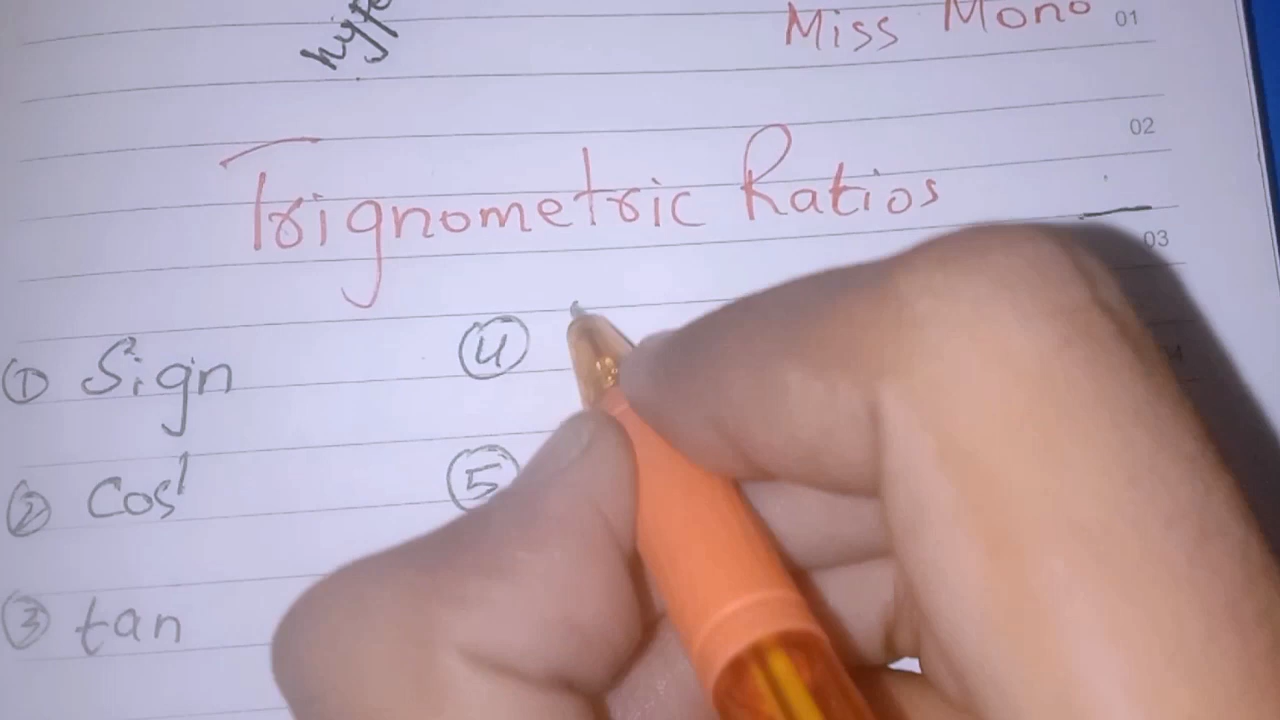 Miss Mono 01
02
Trignometric Ratios
03
① Sign ④
② Cos ⑤
③ tan